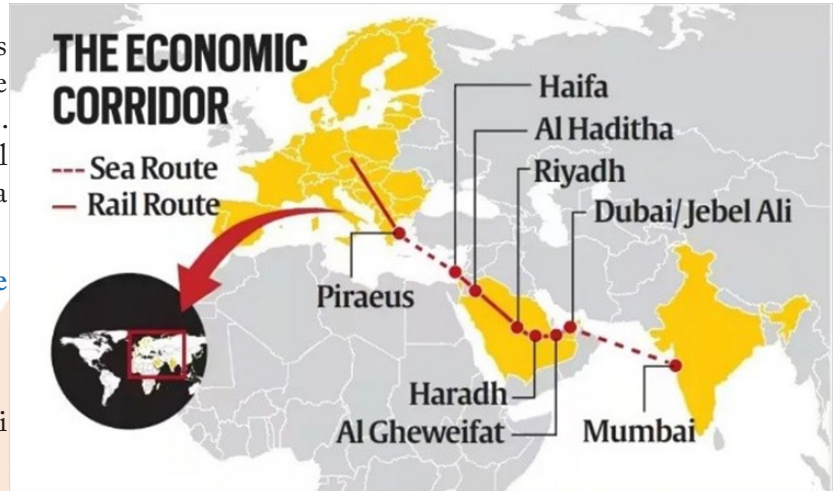 THE ECONOMIC
CORRIDOR
Sea Route
Rail Route
Haifa
Al Haditha
Riyadh
Dubai/Jebel Ali
Piraeus
Haradh
Al Gheweifat
Mumbai